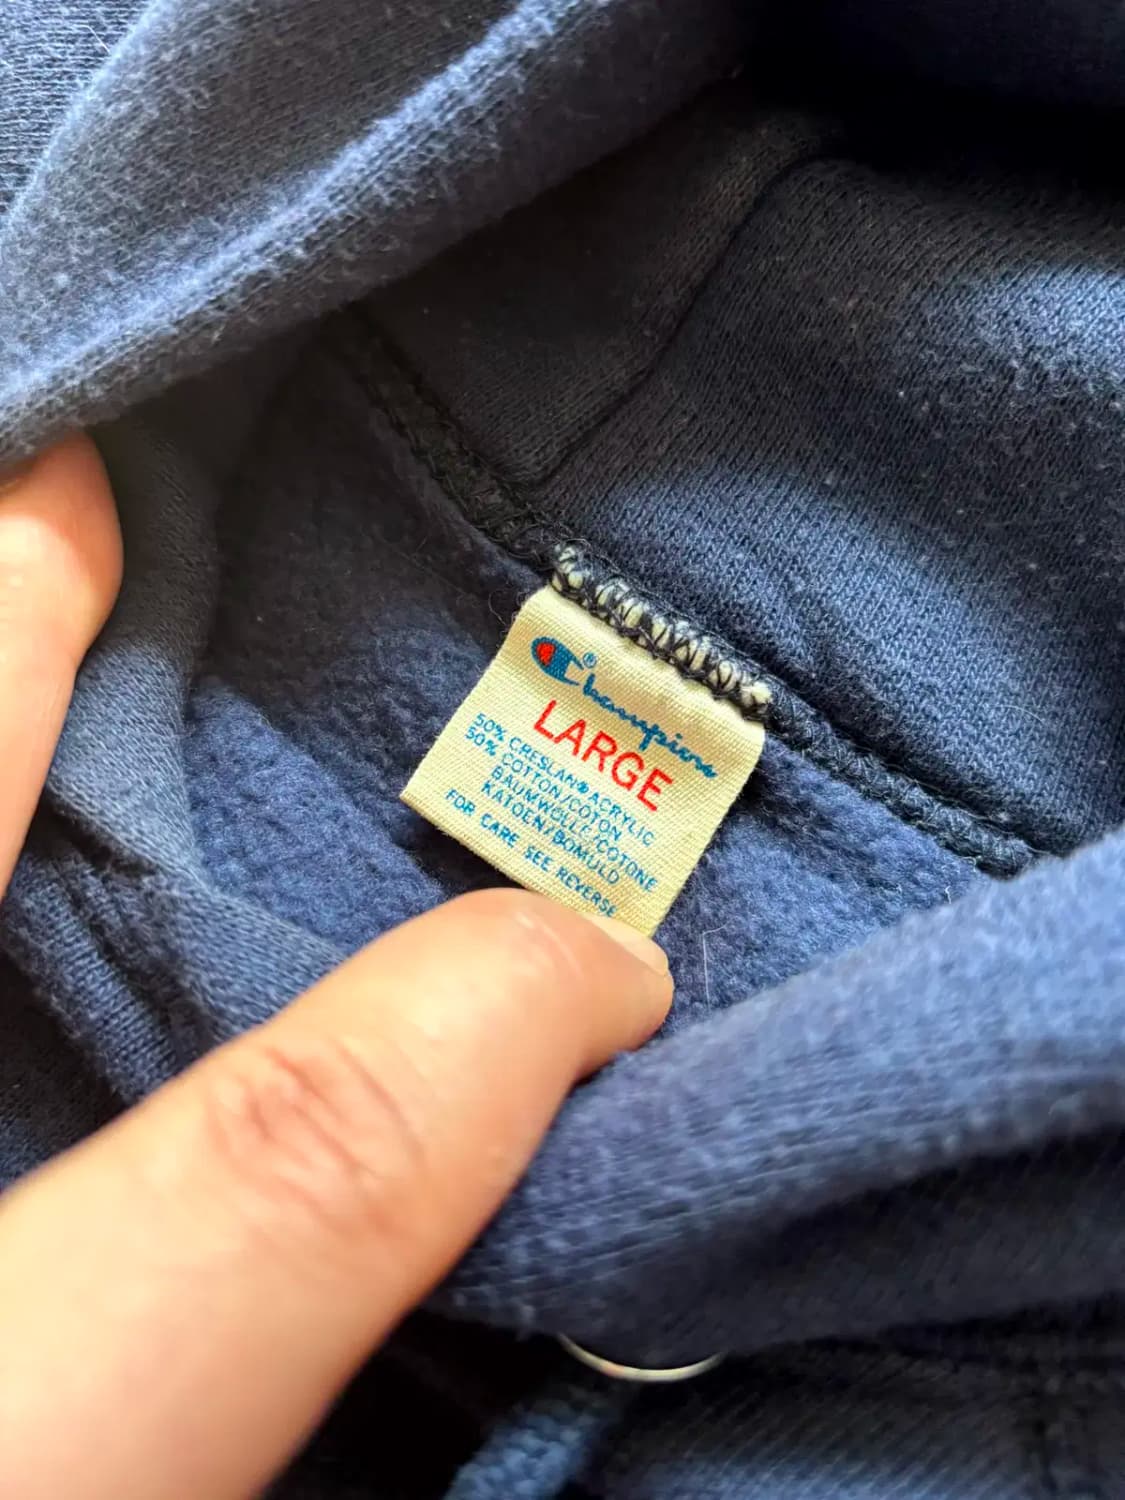 Champion®
LARGE
50% CRESLAN® ACRYLIC
50% COTTON/COTON
BAUMWOLLE/COTONE
KATOEN/BOMULD
FOR CARE SEE REVERSE